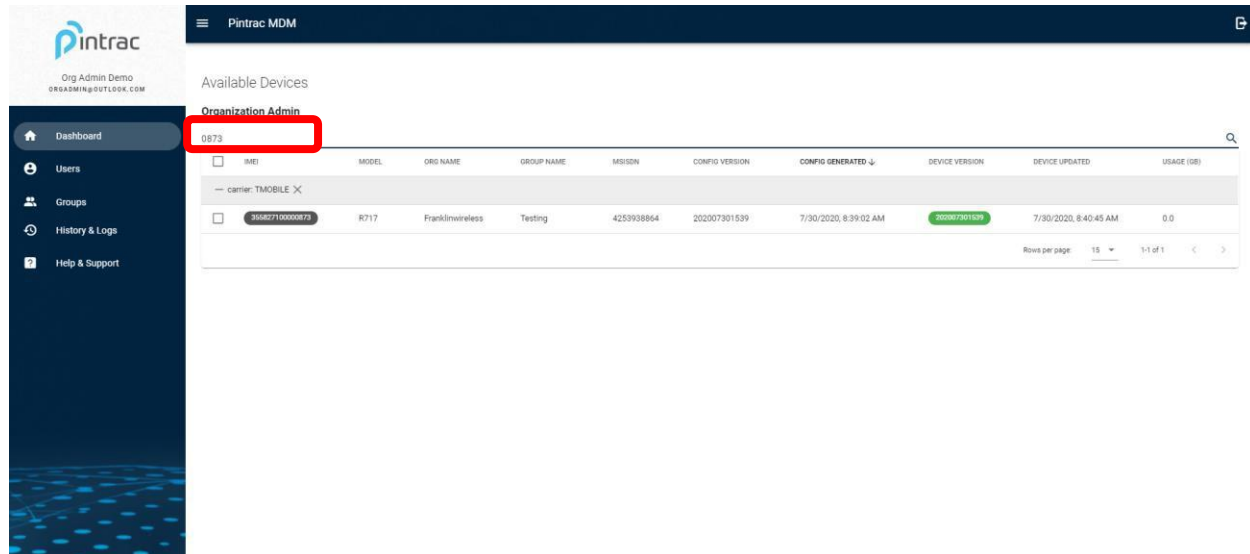 Pintrac
Org Admin Demo
ORGADMIN@OUTLOOK.COM
Dashboard
Users
Groups
History & Logs
Help & Support
Pintrac MDM
Available Devices
Organization Admin
0873
IMEI MODEL ORG NAME GROUP NAME MSISDN CONFIG VERSION CONFIG GENERATED ↓ DEVICE VERSION DEVICE UPDATED USAGE (GB)
— carrier: TMOBILE ✕
355827100000873 R717 Franklinwireless Testing 4253938864 202007301539 7/30/2020, 8:39:02 AM 202007301539 7/30/2020, 8:40:45 AM 0.0
Rows per page: 15 1-1 of 1 < >